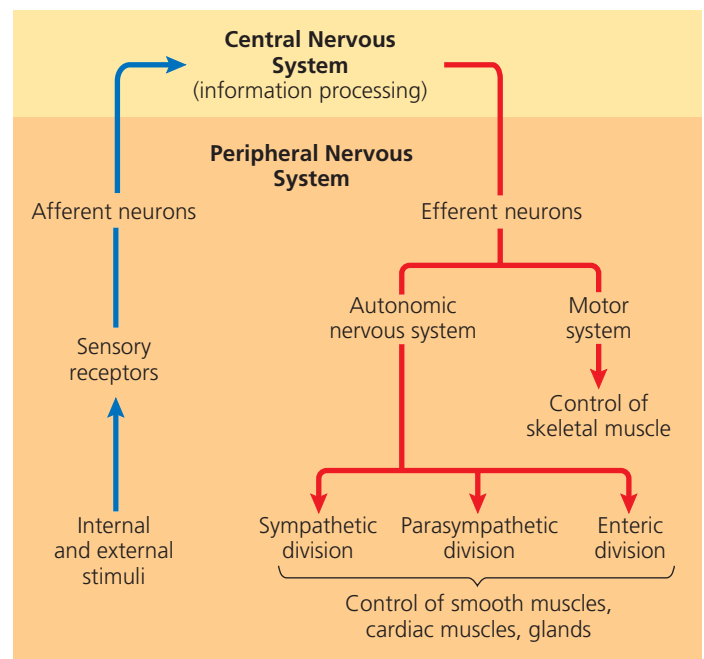 Central Nervous
System
(information processing)
Peripheral Nervous
System
Afferent neurons
Efferent neurons
Autonomic
nervous system
Motor
system
Sensory
receptors
Control of
skeletal muscle
Internal
and external
stimuli
Sympathetic
division
Parasympathetic
division
Enteric
division
Control of smooth muscles,
cardiac muscles, glands